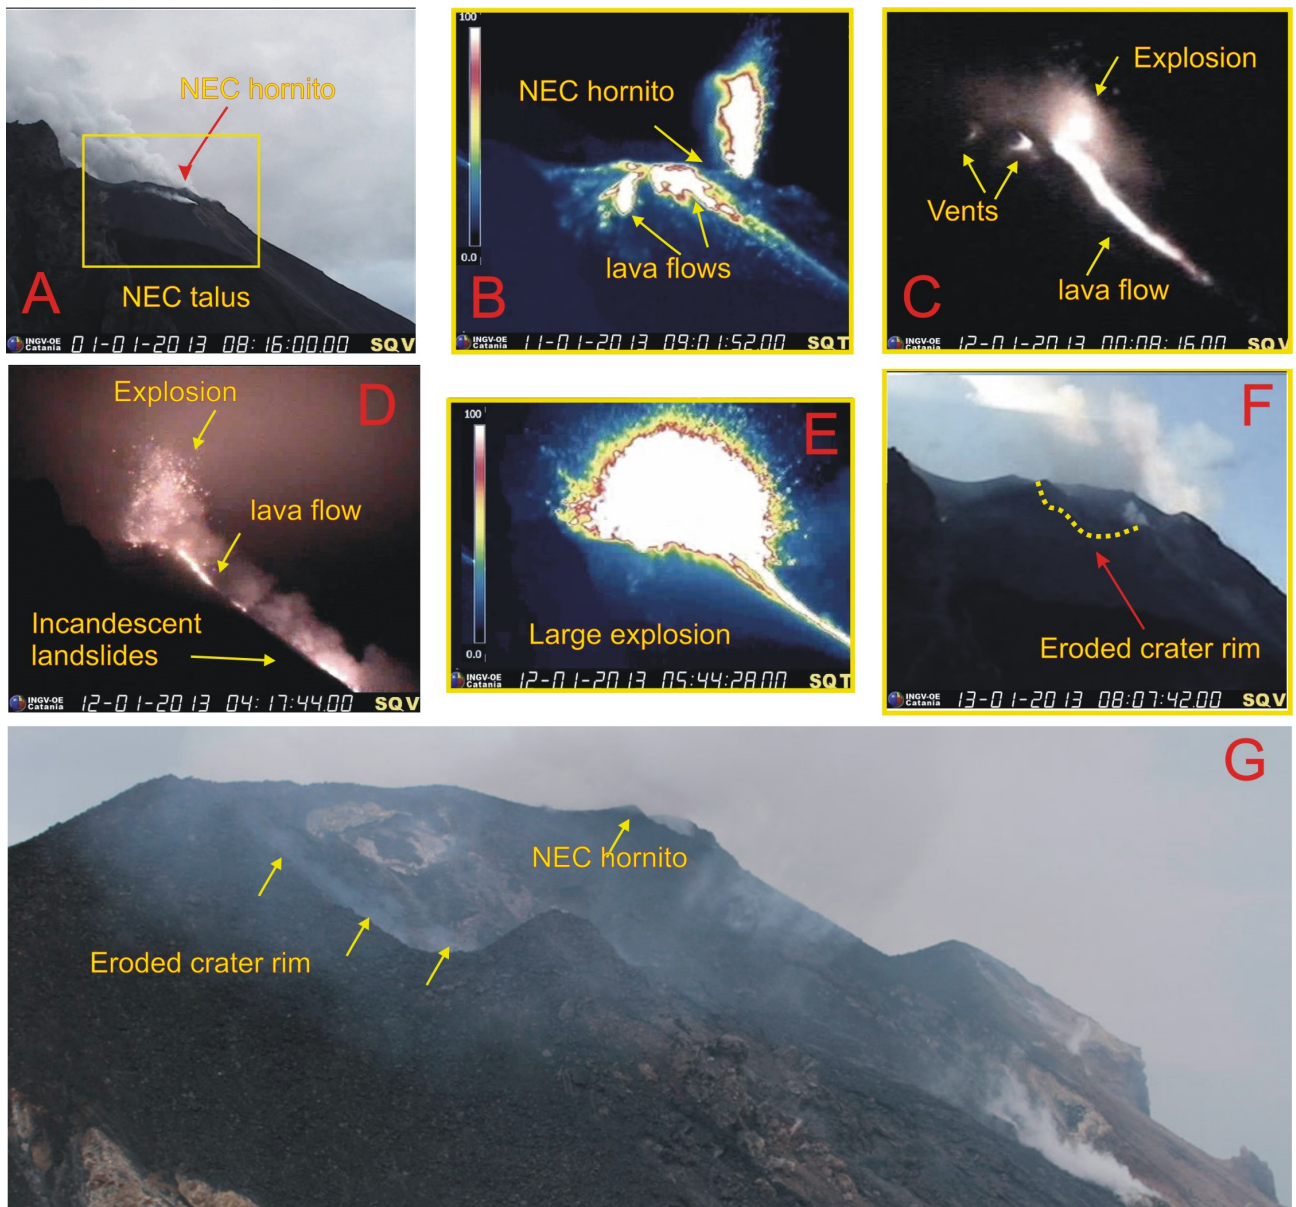 NEC hornito
NEC talus
A
INGV-OE
Catania
01-01-2013 08:16:00.00 SQV
100
NEC hornito
lava flows
0.0
B
INGV-OE
Catania
11-01-2013 09:01:52.00 SQT
Explosion
Vents
lava flow
C
INGV-OE
Catania
12-01-2013 00:08:16.00 SQV
Explosion
D
lava flow
Incandescent
landslides
INGV-OE
Catania
12-01-2013 04:17:44.00 SQV
100
E
Large explosion
0.0
INGV-OE
Catania
12-01-2013 05:44:28.00 SQT
F
Eroded crater rim
INGV-OE
Catania
13-01-2013 08:07:42.00 SQV
G
NEC hornito
Eroded crater rim